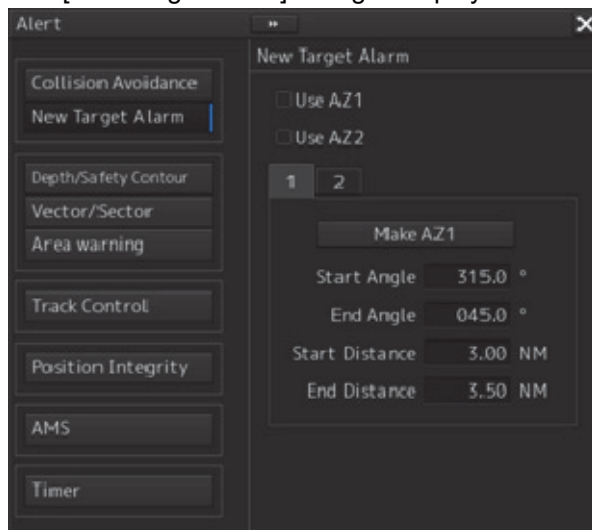 Alert
Collision Avoidance
New Target Alarm
Depth/Safety Contour
Vector/Sector
Area warning
Track Control
Position Integrity
AMS
Timer
New Target Alarm
Use AZ1
Use AZ2
1 2
Make AZ1
Start Angle 315.0 °
End Angle 045.0 °
Start Distance 3.00 NM
End Distance 3.50 NM